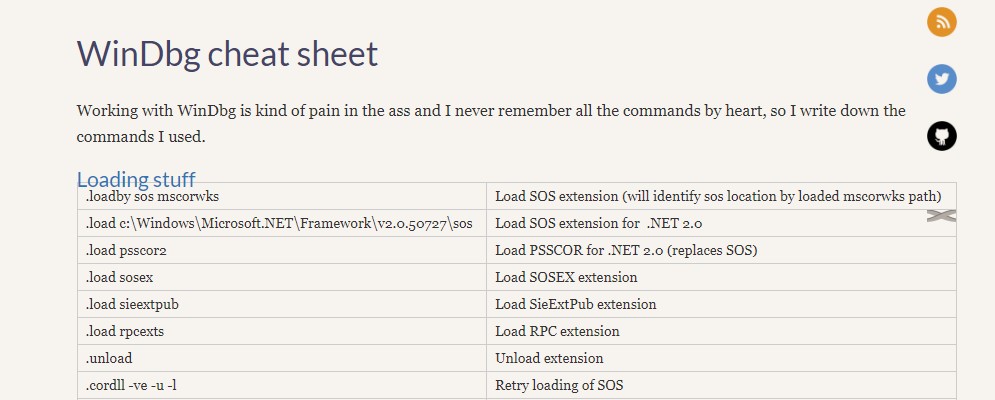 WinDbg cheat sheet
Working with WinDbg is kind of pain in the ass and I never remember all the commands by heart, so I write down the
commands I used.
Loading stuff
.loadby sos mscorwks Load SOS extension (will identify sos location by loaded mscorwks path)
.load c:\Windows\Microsoft.NET\Framework\v2.0.50727\sos Load SOS extension for .NET 2.0
.load psscor2 Load PSSCOR for .NET 2.0 (replaces SOS)
.load sosex Load SOSEX extension
.load sieextpub Load SieExtPub extension
.load rpcexts Load RPC extension
.unload Unload extension
.cordll -ve -u -l Retry loading of SOS